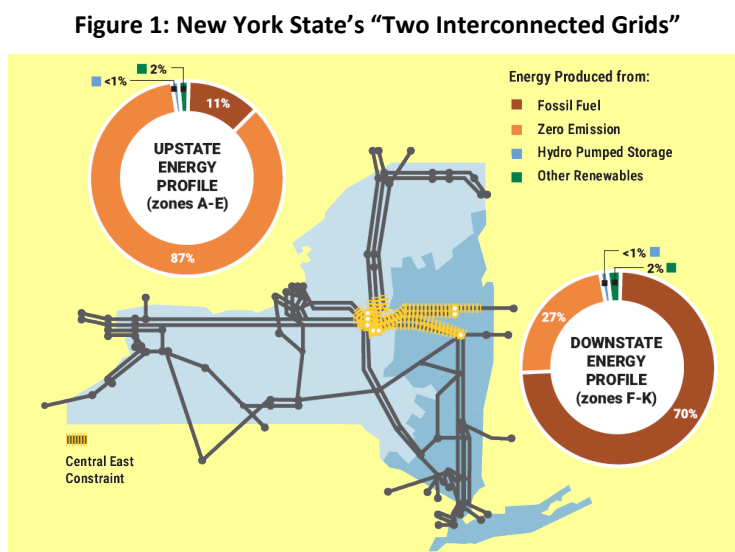 Figure 1: New York State’s “Two Interconnected Grids”
2%
<1%
11%
UPSTATE
ENERGY
PROFILE
(zones A-E)
87%
Energy Produced from:
Fossil Fuel
Zero Emission
Hydro Pumped Storage
Other Renewables
<1%
2%
27%
DOWNSTATE
ENERGY
PROFILE
(zones F-K)
70%
Central East
Constraint